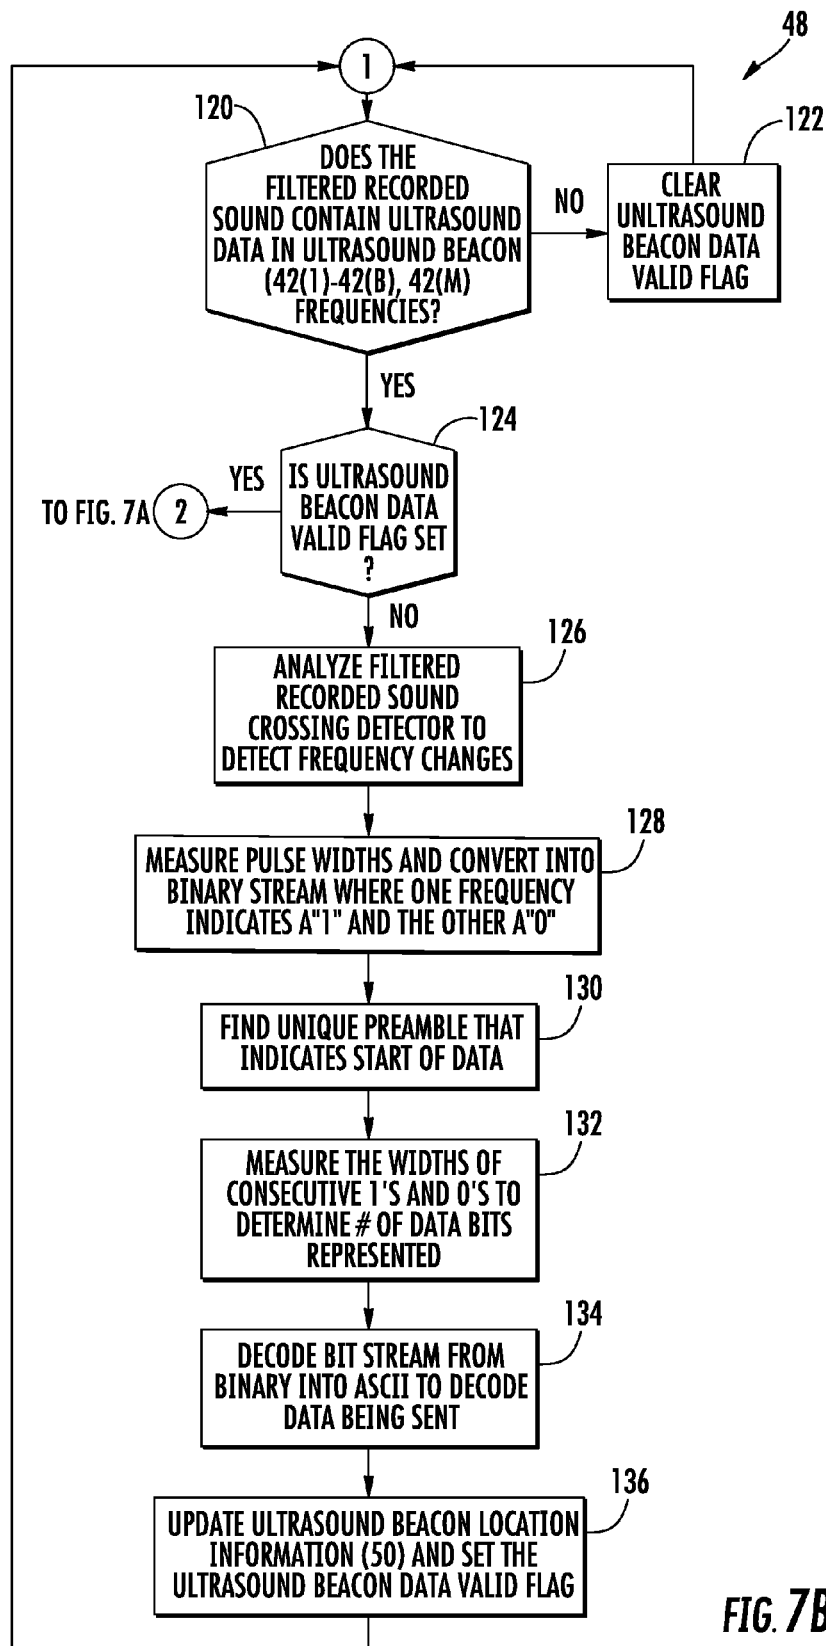 48
1
120
DOES THE
FILTERED RECORDED
SOUND CONTAIN ULTRASOUND
DATA IN ULTRASOUND BEACON
(42(1)-42(B), 42(M)
FREQUENCIES?
NO
122
CLEAR
UNLTRASOUND
BEACON DATA
VALID FLAG
YES
124
IS ULTRASOUND
BEACON DATA
VALID FLAG SET
?
YES
TO FIG. 7A 2
NO
126
ANALYZE FILTERED
RECORDED SOUND
CROSSING DETECTOR TO
DETECT FREQUENCY CHANGES
128
MEASURE PULSE WIDTHS AND CONVERT INTO
BINARY STREAM WHERE ONE FREQUENCY
INDICATES A"1" AND THE OTHER A"0"
130
FIND UNIQUE PREAMBLE THAT
INDICATES START OF DATA
132
MEASURE THE WIDTHS OF
CONSECUTIVE 1'S AND 0'S TO
DETERMINE # OF DATA BITS
REPRESENTED
134
DECODE BIT STREAM FROM
BINARY INTO ASCII TO DECODE
DATA BEING SENT
136
UPDATE ULTRASOUND BEACON LOCATION
INFORMATION (50) AND SET THE
ULTRASOUND BEACON DATA VALID FLAG
FIG. 7B